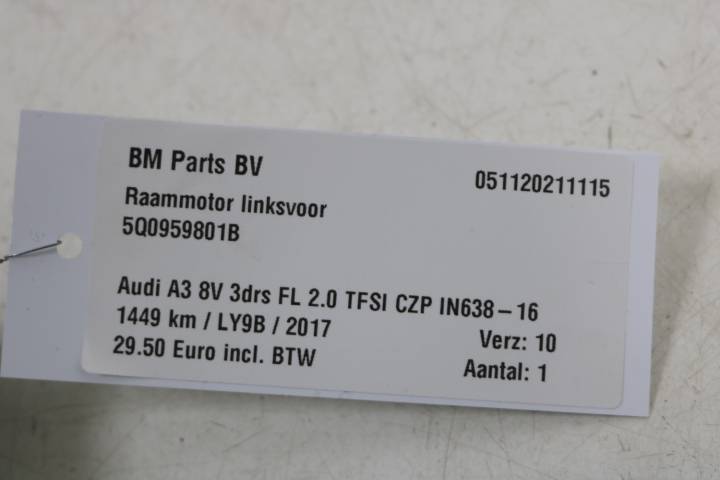 BM Parts BV
051120211115
Raammotor linksvoor
5Q0959801B
Audi A3 8V 3drs FL 2.0 TFSI CZP IN638-16
1449 km / LY9B / 2017
Verz: 10
29.50 Euro incl. BTW
Aantal: 1